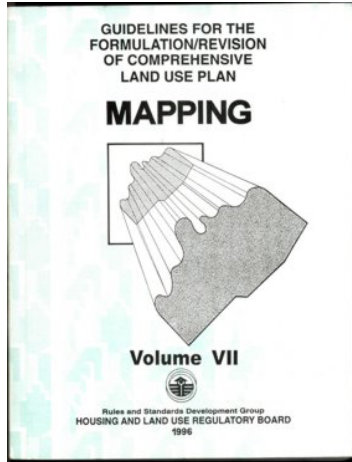 GUIDELINES FOR THE
FORMULATION/REVISION
OF COMPREHENSIVE
LAND USE PLAN
MAPPING
Volume VII
Rules and Standards Development Group
HOUSING AND LAND USE REGULATORY BOARD
1996